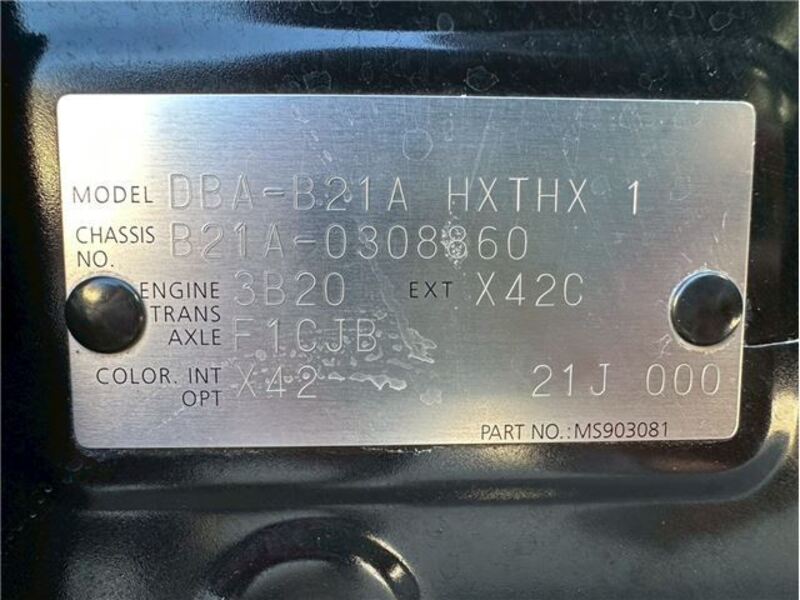 MODEL DBA-B21A HXTHX 1
CHASSIS NO. B21A-0308860
ENGINE 3B20 EXT X42C
TRANS AXLE F1CJB
COLOR. INT OPT X42 21J 000
PART NO.:MS903081